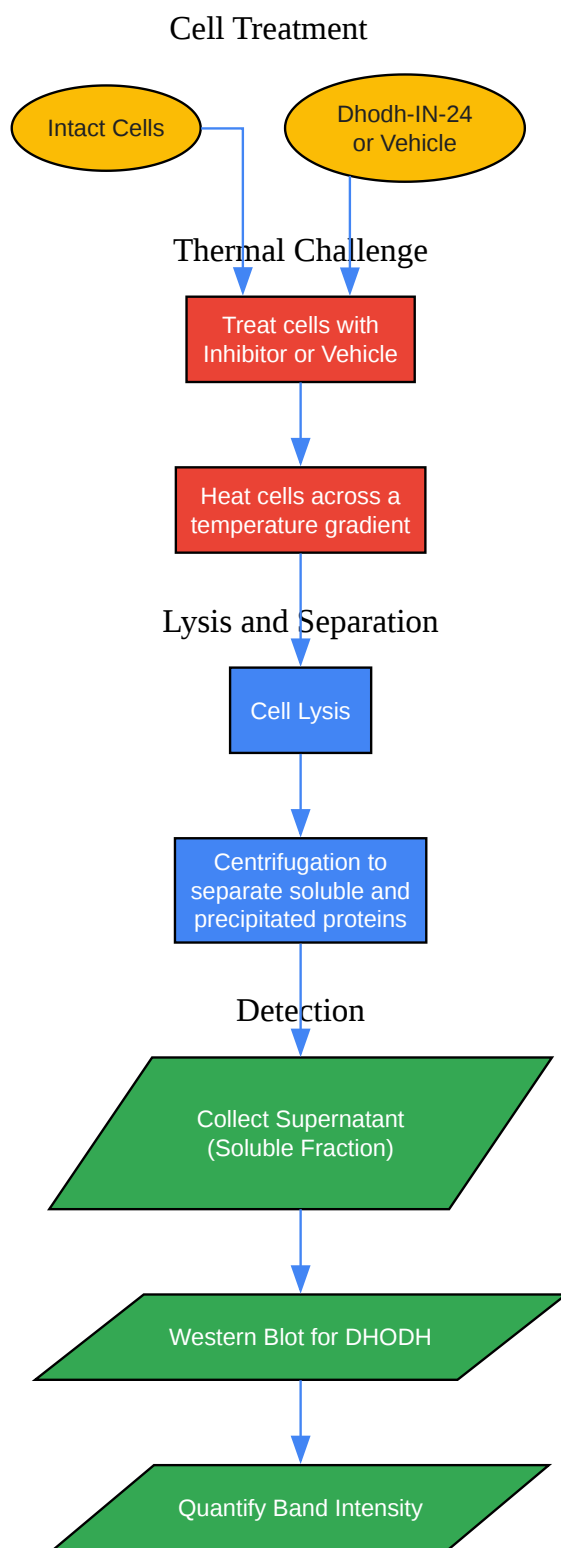 Cell Treatment
Intact Cells
Dhodh-IN-24
or Vehicle
Thermal Challenge
Treat cells with
Inhibitor or Vehicle
Heat cells across a
temperature gradient
Lysis and Separation
Cell Lysis
Centrifugation to
separate soluble and
precipitated proteins
Detection
Collect Supernatant
(Soluble Fraction)
Western Blot for DHODH
Quantify Band Intensity